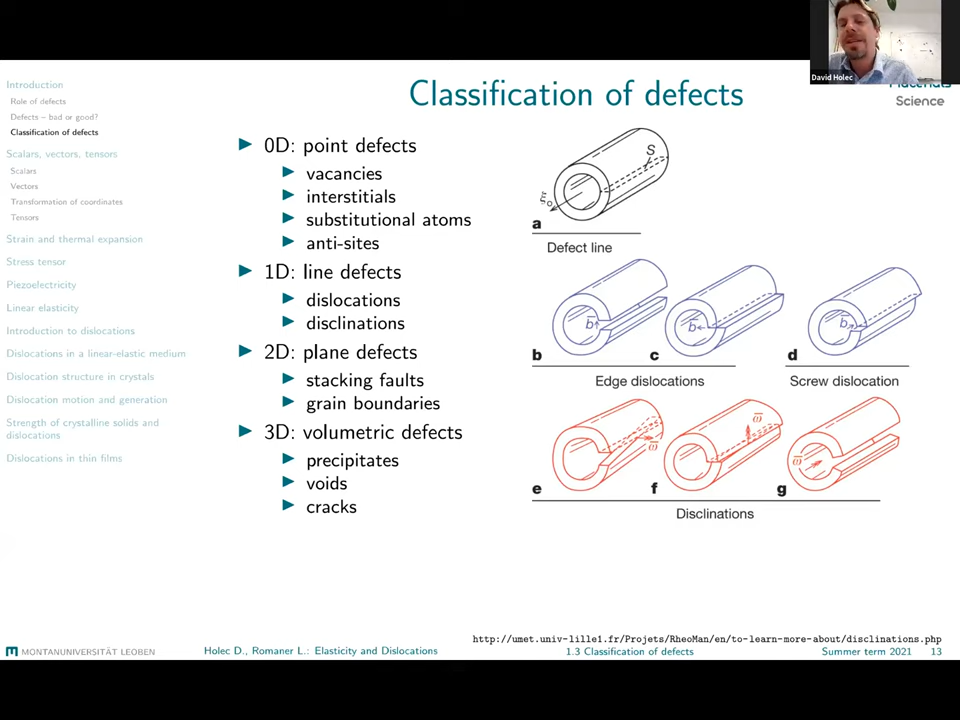 David Holec
Materials
Science
Introduction
Role of defects
Defects – bad or good?
Classification of defects
Scalars, vectors, tensors
Scalars
Vectors
Transformation of coordinates
Tensors
Strain and thermal expansion
Stress tensor
Piezoelectricity
Linear elasticity
Introduction to dislocations
Dislocations in a linear-elastic medium
Dislocation structure in crystals
Dislocation motion and generation
Strength of crystalline solids and
dislocations
Dislocations in thin films
Classification of defects
0D: point defects
vacancies
interstitials
substitutional atoms
anti-sites
1D: line defects
dislocations
disclinations
2D: plane defects
stacking faults
grain boundaries
3D: volumetric defects
precipitates
voids
cracks
S
ξ₀
a
Defect line
b̄
b̄
b̄
b
c
d
Edge dislocations
Screw dislocation
ω̄
ω̄
ω̄
e
f
g
Disclinations
http://umet.univ-lille1.fr/Projets/RheoMan/en/to-learn-more-about/disclinations.php
MONTANUNIVERSITÄT LEOBEN
Holec D., Romaner L.: Elasticity and Dislocations
1.3 Classification of defects
Summer term 2021
13